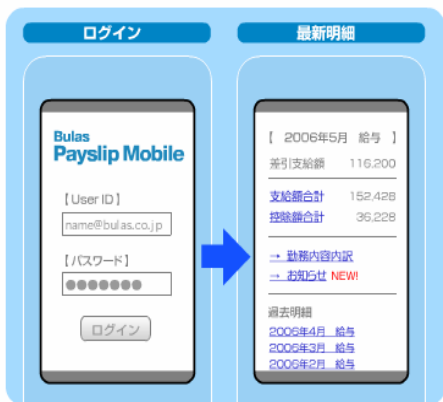 ログイン
Bulas
Payslip Mobile
[User ID]
name@bulas.co.jp
[パスワード]
●●●●●●●
ログイン
最新明細
【 2006年5月 給与 】
差引支給額 116,200
支給額合計 152,428
控除額合計 36,228
→ 勤務内容内訳
→ お知らせ NEW!
過去明細
2006年4月 給与
2006年3月 給与
2006年2月 給与